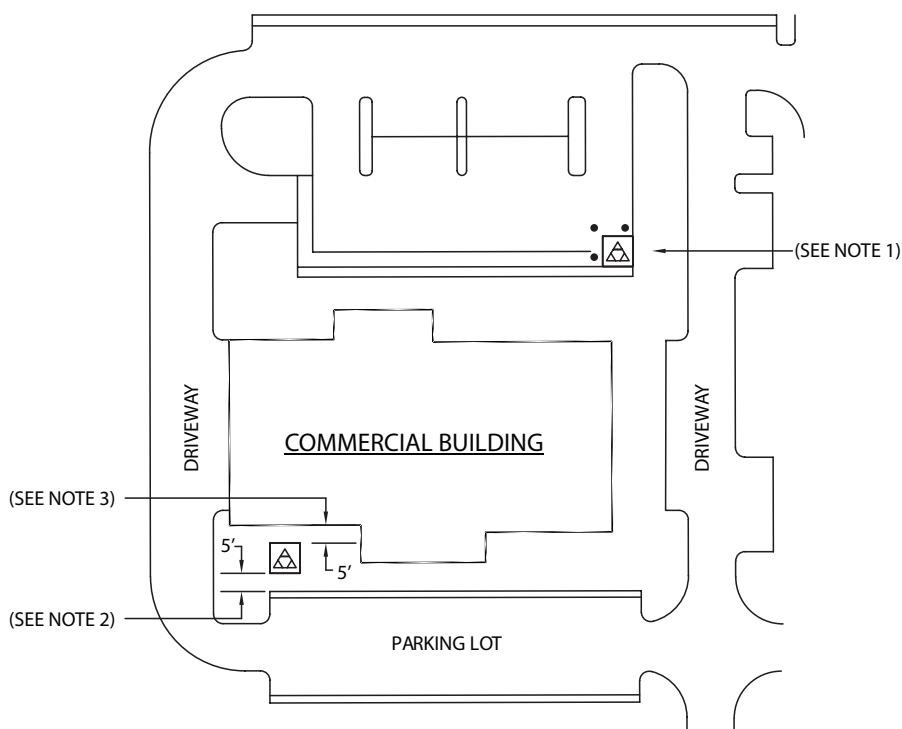 (SEE NOTE 1)
DRIVEWAY
COMMERCIAL BUILDING
DRIVEWAY
(SEE NOTE 3)
5’
5’
(SEE NOTE 2)
PARKING LOT